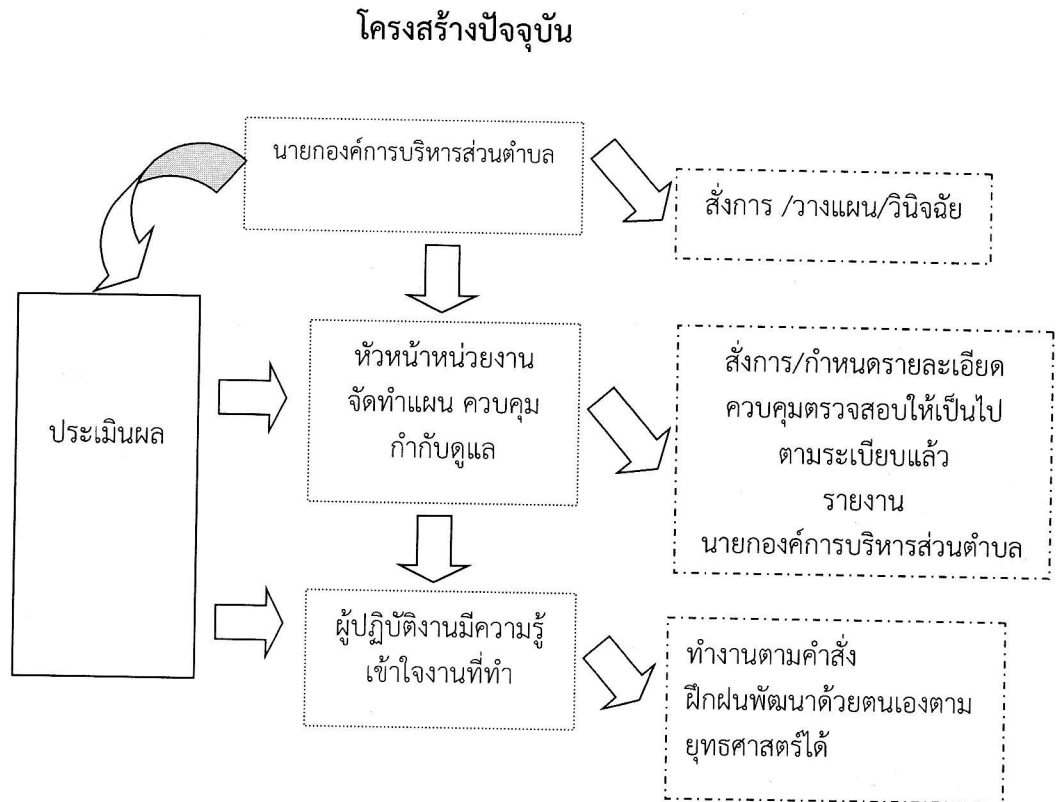 โครงสร้างปัจจุบัน
นายกองค์การบริหารส่วนตำบล
สั่งการ /วางแผน/วินิจฉัย
ประเมินผล
หัวหน้าหน่วยงาน
จัดทำแผน ควบคุม
กำกับดูแล
สั่งการ/กำหนดรายละเอียด
ควบคุมตรวจสอบให้เป็นไป
ตามระเบียบแล้ว
รายงาน
นายกองค์การบริหารส่วนตำบล
ผู้ปฏิบัติงานมีความรู้
เข้าใจงานที่ทำ
ทำงานตามคำสั่ง
ฝึกฝนพัฒนาด้วยตนเองตาม
ยุทธศาสตร์ได้